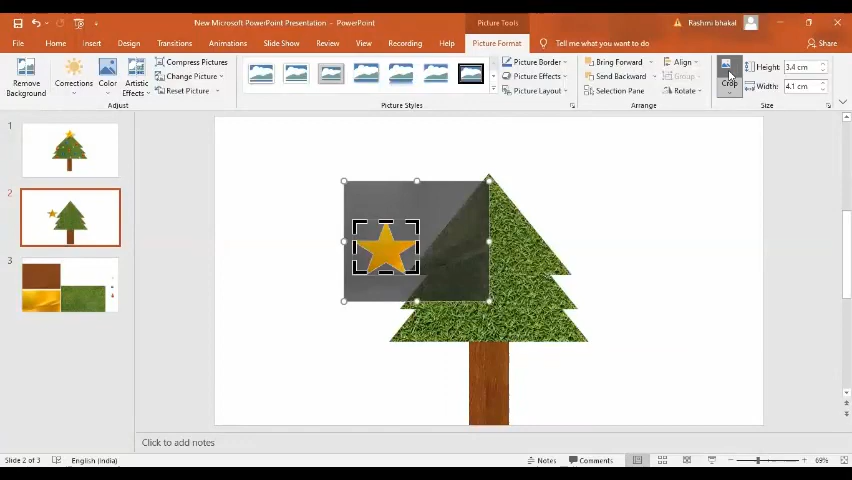 New Microsoft PowerPoint Presentation - PowerPoint
Picture Tools
Rashmi bhakal
File Home Insert Design Transitions Animations Slide Show Review View Recording Help Picture Format Tell me what you want to do Share
Remove Background
Corrections
Color
Artistic Effects
Compress Pictures
Change Picture
Reset Picture
Adjust
Picture Styles
Picture Border
Picture Effects
Picture Layout
Bring Forward
Send Backward
Selection Pane
Align
Group
Rotate
Arrange
Crop
Height: 3.4 cm
Width: 4.1 cm
Size
1
2
3
Click to add notes
Slide 2 of 3 English (India) Notes Comments 69%